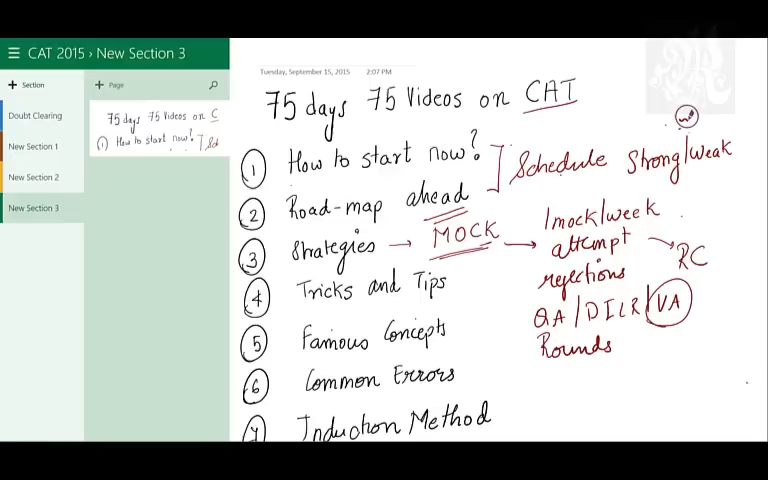 CAT 2015 › New Section 3
+ Section
+ Page
Doubt Clearing
New Section 1
New Section 2
New Section 3
75 days 75 Videos on C
① How to start now? ] Sch
Tuesday, September 15, 2015 2:07 PM
75 days 75 Videos on CAT
① How to start now? ] Schedule Strong/Weak
② Road-map ahead
③ Strategies → MOCK → 1mock/week
attempt → RC
rejections
QA/DILR/VA
Rounds
④ Tricks and Tips
⑤ Famous Concepts
⑥ Common Errors
⑦ Induction Method